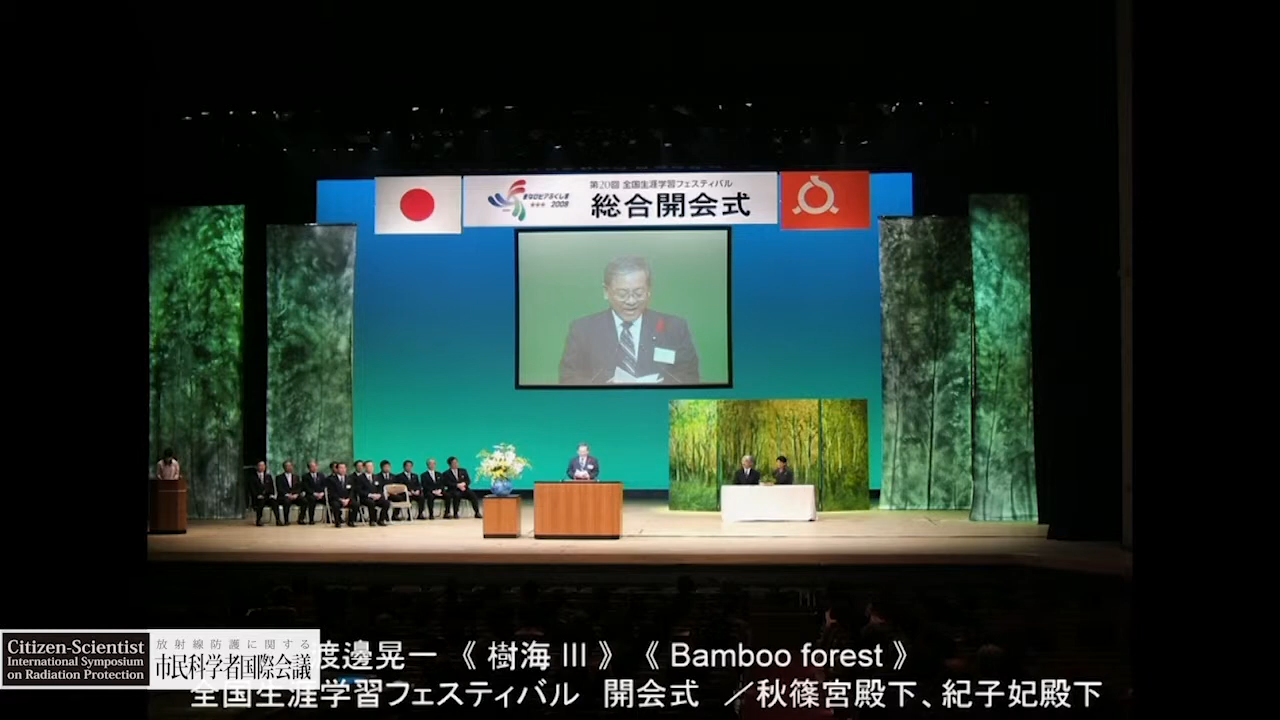 第20回 全国生涯学習フェスティバル
まなびピアふくしま
2008
総合開会式
Citizen-Scientist
International Symposium
on Radiation Protection
放射線防護に関する
市民科学者国際会議
渡邊晃一 《 樹海 III 》 《 Bamboo forest 》
全国生涯学習フェスティバル 開会式 ／秋篠宮殿下、紀子妃殿下